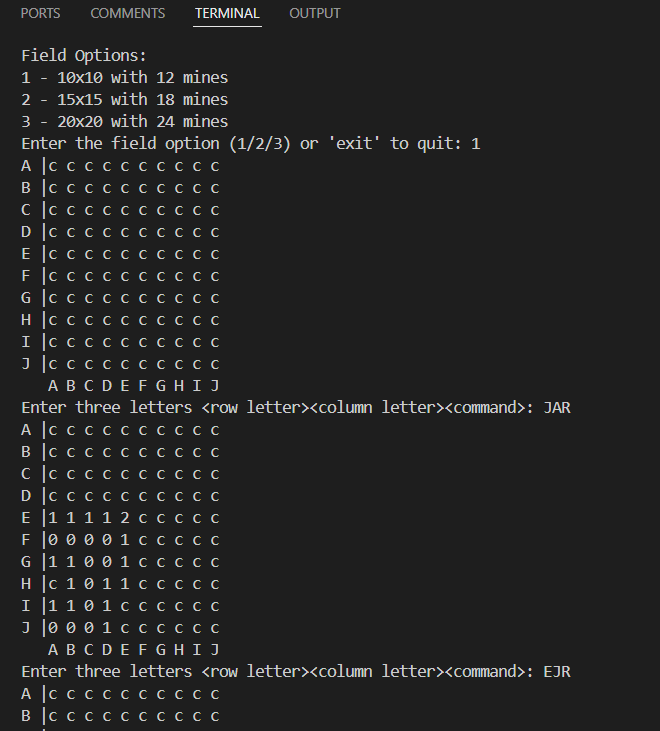 PORTS COMMENTS TERMINAL OUTPUT
Field Options:
1 - 10x10 with 12 mines
2 - 15x15 with 18 mines
3 - 20x20 with 24 mines
Enter the field option (1/2/3) or 'exit' to quit: 1
A |c c c c c c c c c c
B |c c c c c c c c c c
C |c c c c c c c c c c
D |c c c c c c c c c c
E |c c c c c c c c c c
F |c c c c c c c c c c
G |c c c c c c c c c c
H |c c c c c c c c c c
I |c c c c c c c c c c
J |c c c c c c c c c c
A B C D E F G H I J
Enter three letters <row letter><column letter><command>: JAR
A |c c c c c c c c c c
B |c c c c c c c c c c
C |c c c c c c c c c c
D |c c c c c c c c c c
E |1 1 1 1 2 c c c c c
F |0 0 0 0 1 c c c c c
G |1 1 0 0 1 c c c c c
H |c 1 0 1 1 c c c c c
I |1 1 0 1 c c c c c c
J |0 0 0 1 c c c c c c
A B C D E F G H I J
Enter three letters <row letter><column letter><command>: EJR
A |c c c c c c c c c c
B |c c c c c c c c c c